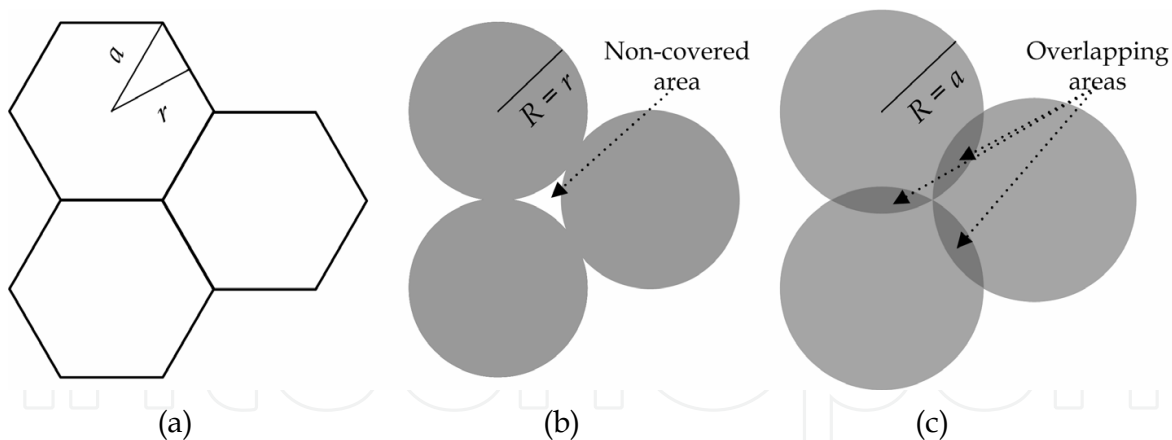 a
r
R = r
Non-covered
area
R = a
Overlapping
areas
(a)
(b)
(c)